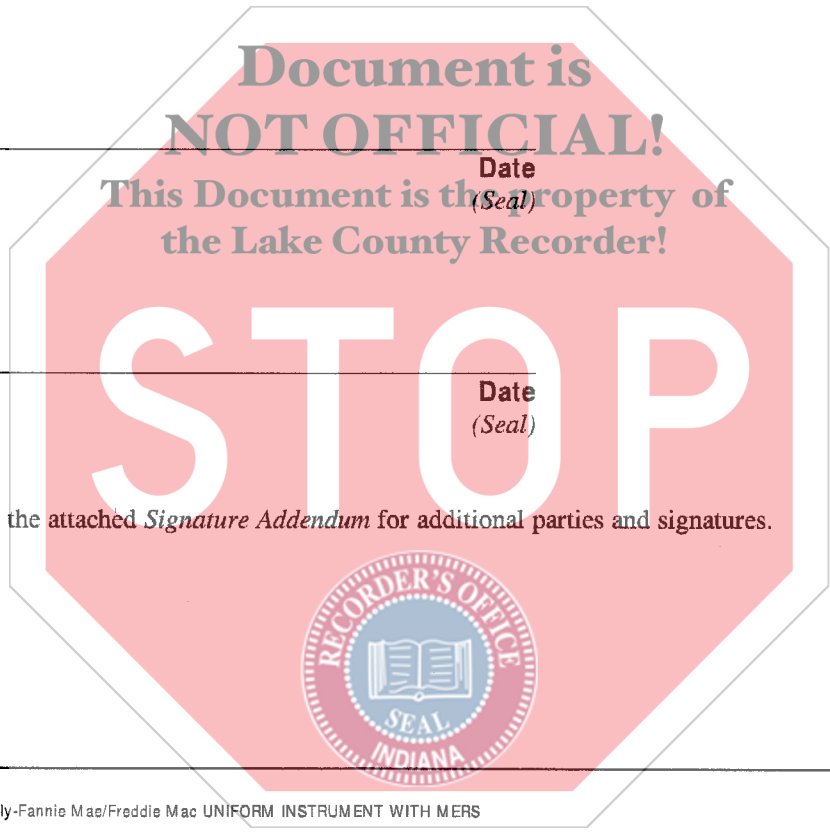 Document is
NOT OFFICIAL!
Date
This Document is the property of
(Seal)
the Lake County Recorder!
STOP
Date
(Seal)
the attached Signature Addendum for additional parties and signatures.
RECORDER'S OFFICE
SEAL
INDIANA
ly-Fannie Mae/Freddie Mac UNIFORM INSTRUMENT WITH MERS